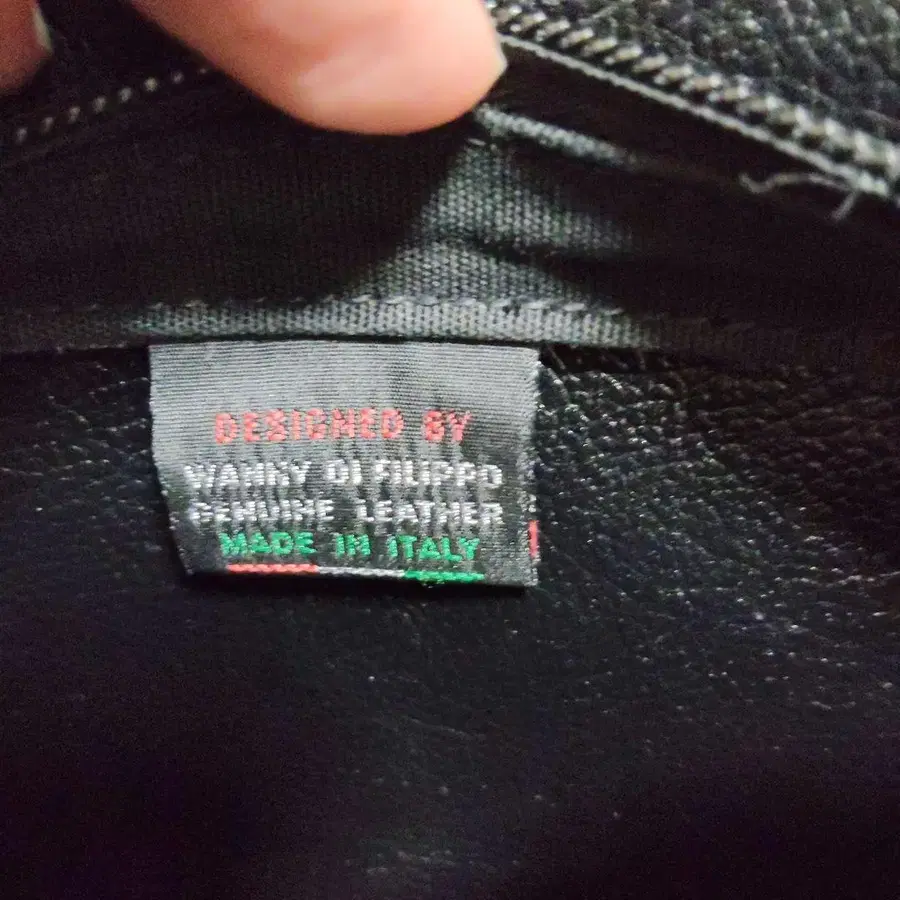 DESIGNED BY
WANNY DI FILIPPO
GENUINE LEATHER
MADE IN ITALY